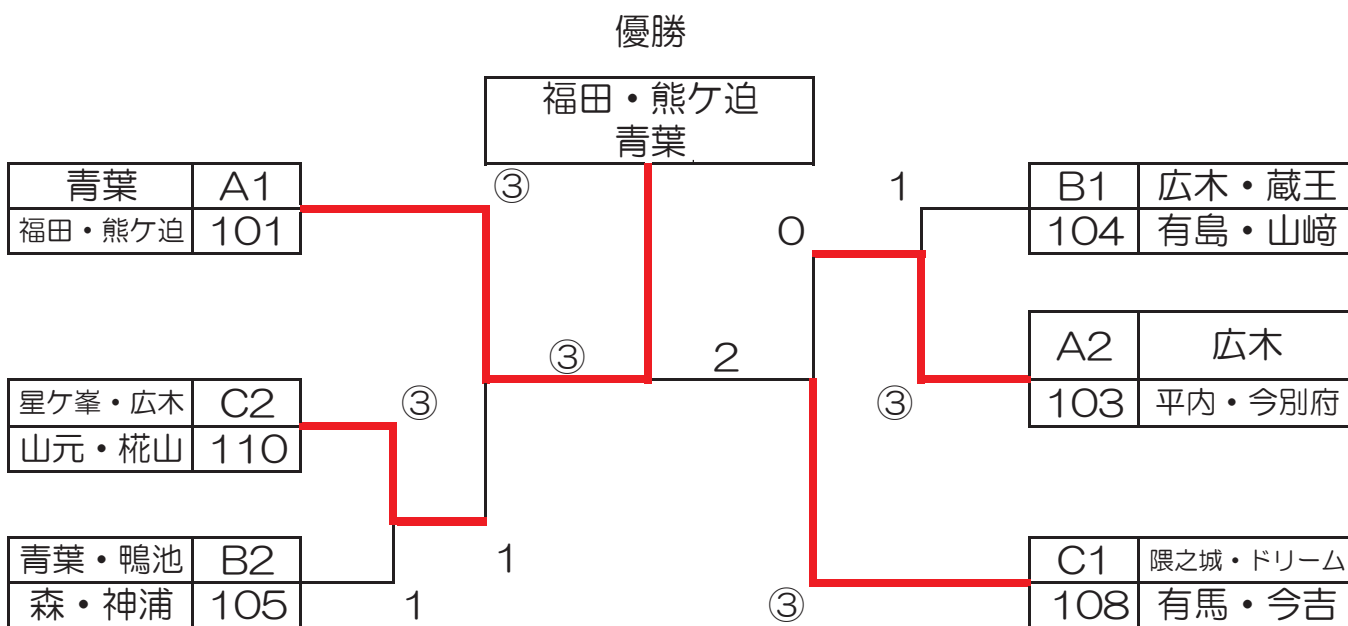 優勝
福田・熊ケ迫
青葉
青葉 A1
福田・熊ケ迫 101
③
1
B1 広木・蔵王
104 有島・山﨑
0
A2 広木
103 平内・今別府
③
2
③
星ケ峯・広木 C2
山元・椛山 110
③
青葉・鴨池 B2
森・神浦 105
1
1
③
C1 隈之城・ドリーム
108 有馬・今吉